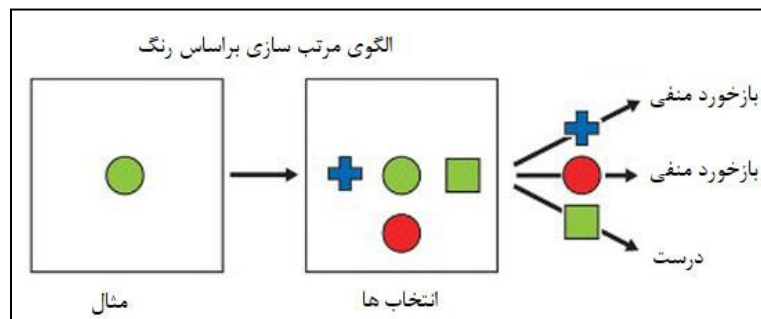 الگوی مرتب سازی براساس رنگ
بازخورد منفی
بازخورد منفی
درست
انتخاب ها
مثال